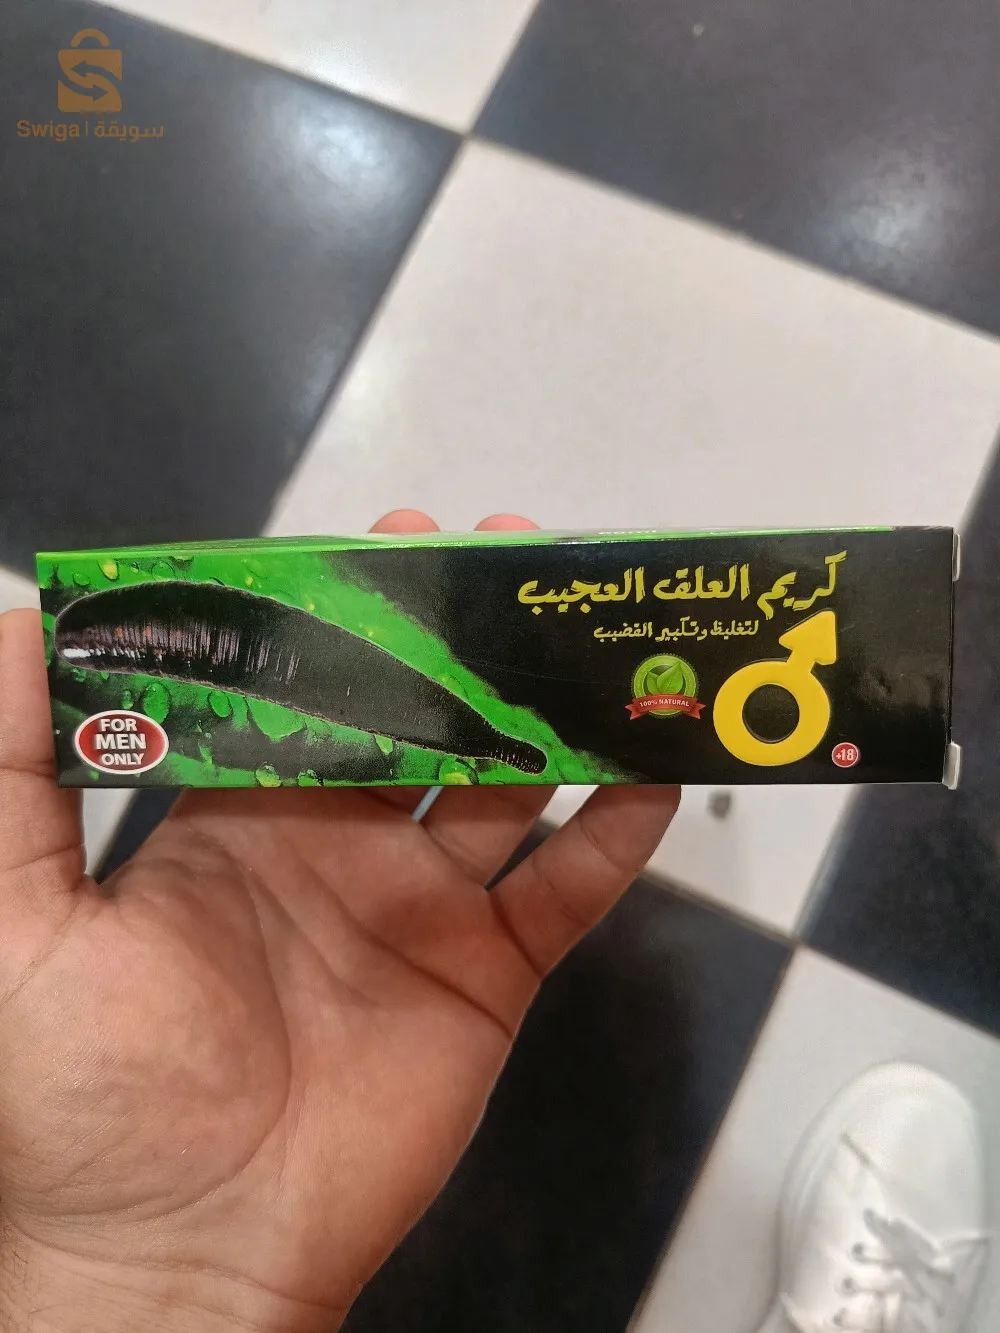 Swiga | سويقة
كريم العلق العجيب
لتغليظ وتكبير القضيب
100% NATURAL
FOR
MEN
ONLY
+18